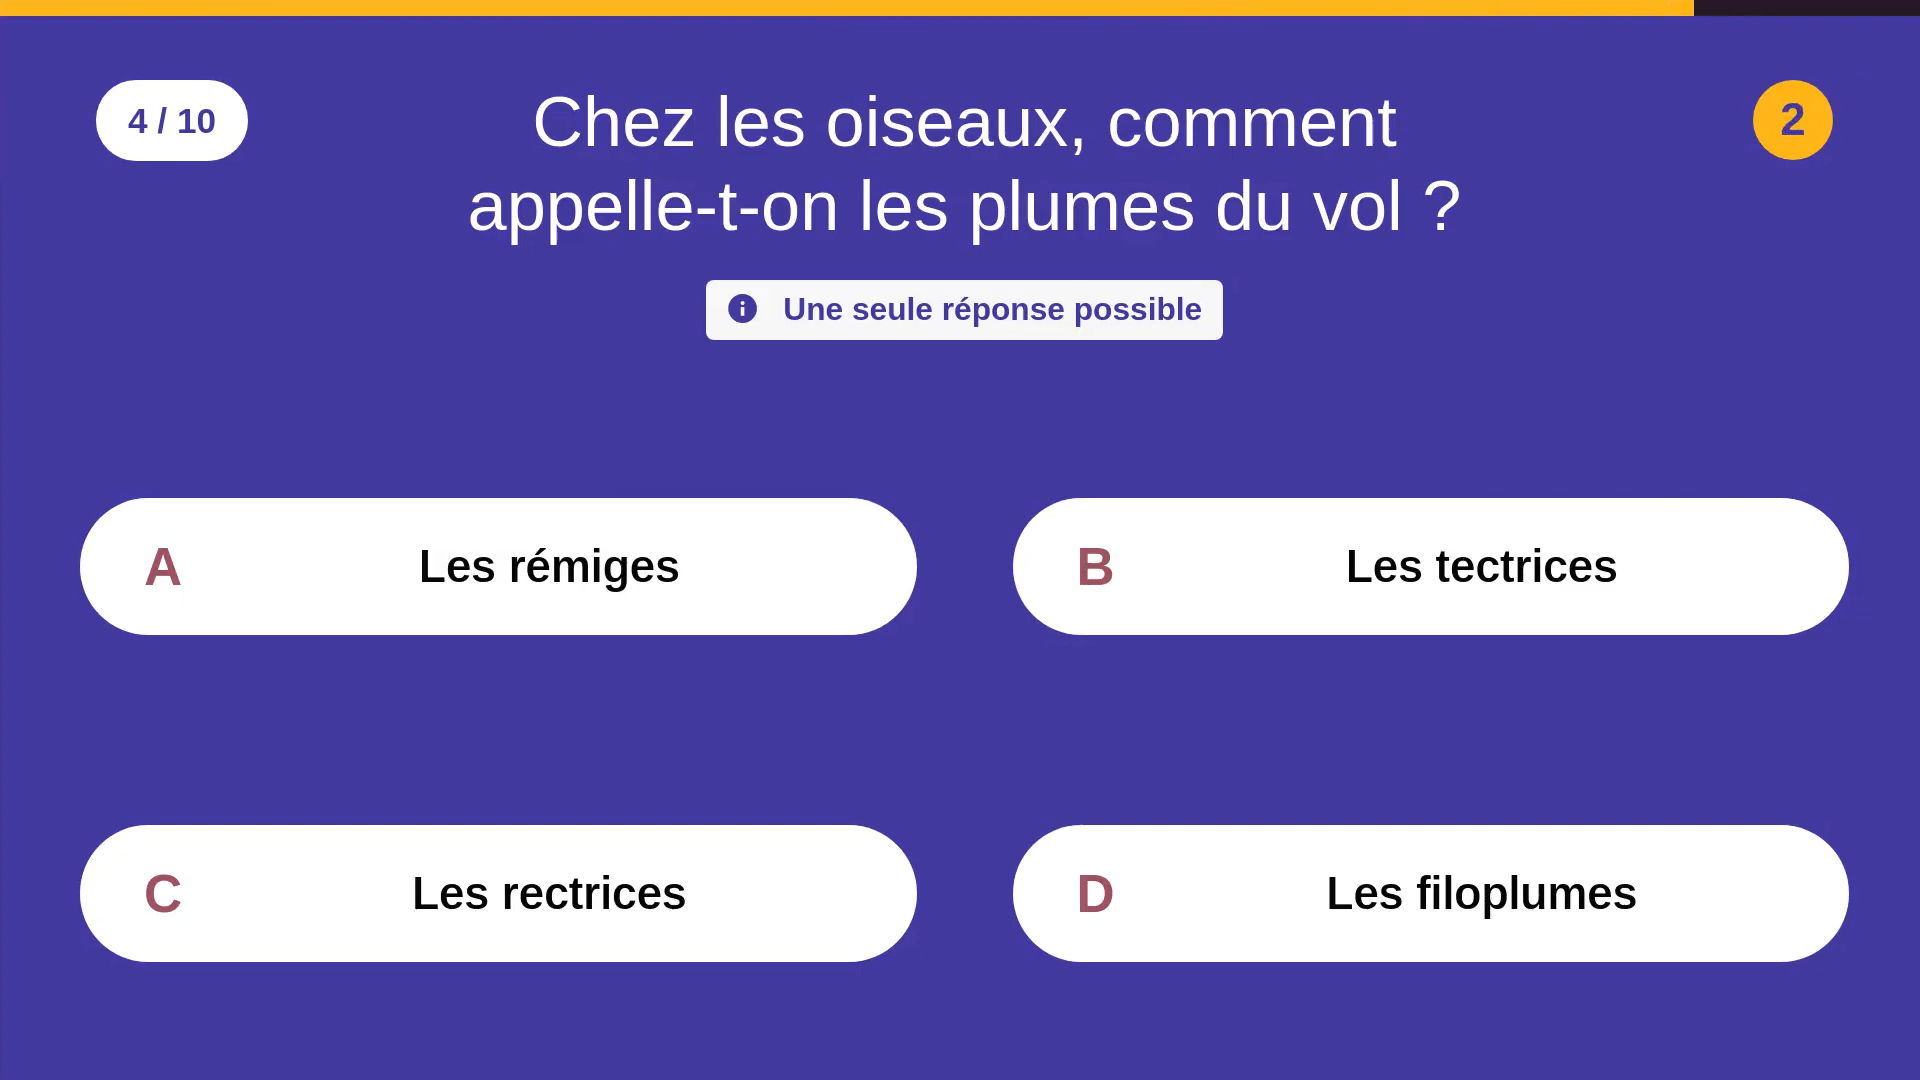 4 / 10
Chez les oiseaux, comment
appelle-t-on les plumes du vol ?
2
Une seule réponse possible
A Les rémiges
B Les tectrices
C Les rectrices
D Les filoplumes